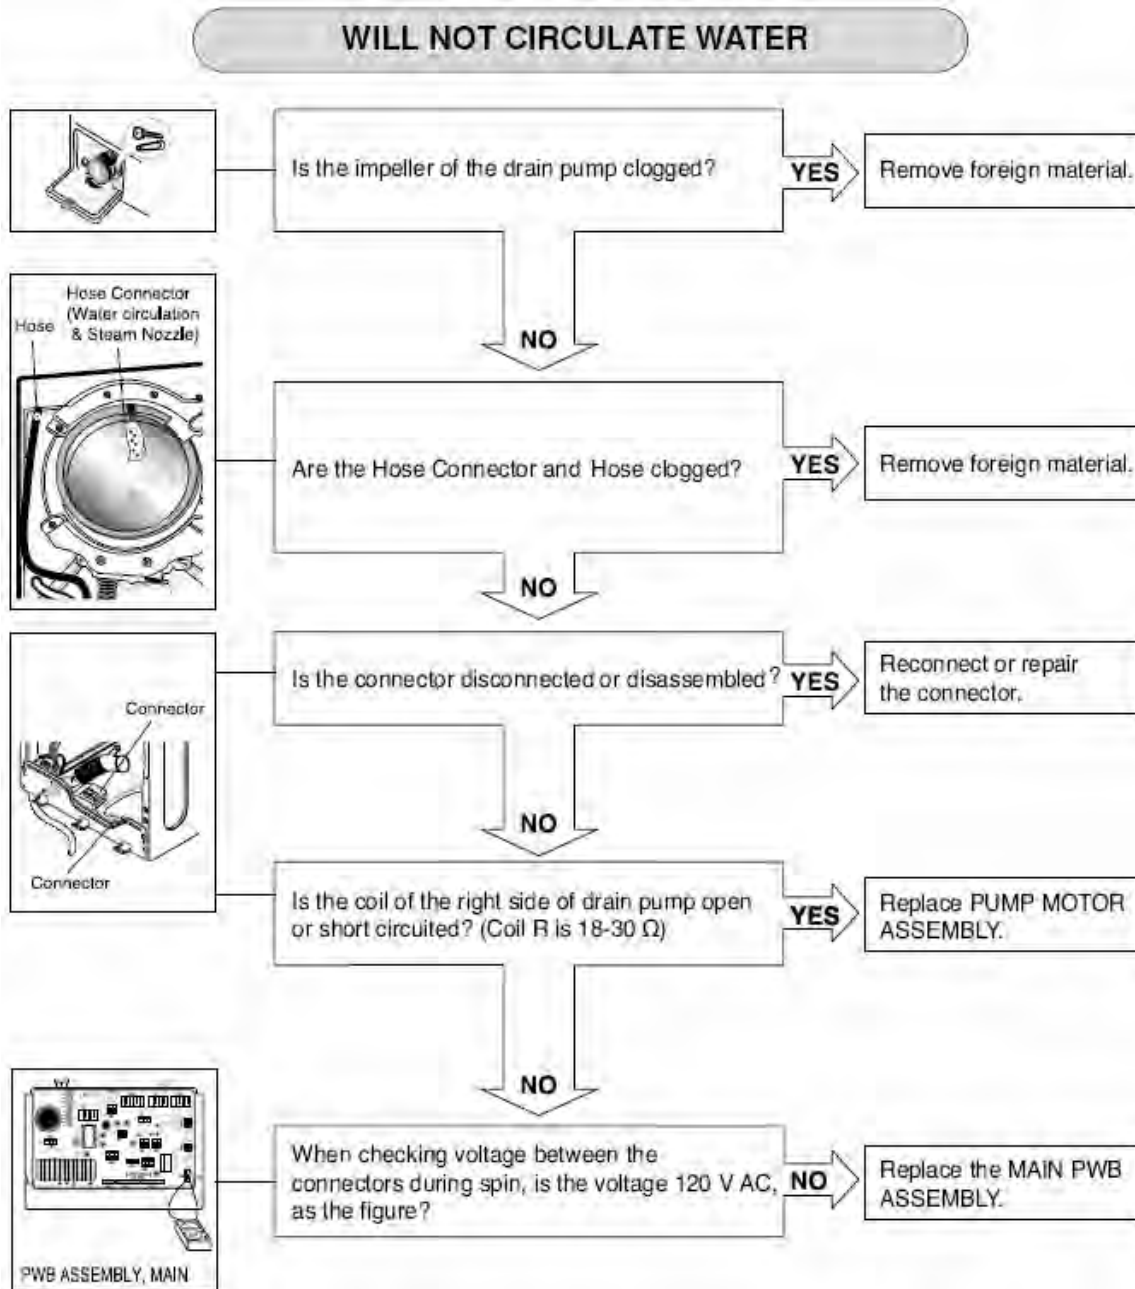 WILL NOT CIRCULATE WATER
Is the impeller of the drain pump clogged?
YES
Remove foreign material.
NO
Hose Connector
(Water circulation
& Steam Nozzle)
Hose
Are the Hose Connector and Hose clogged?
YES
Remove foreign material.
NO
Is the connector disconnected or disassembled?
YES
Reconnect or repair
the connector.
Connector
Connector
NO
Is the coil of the right side of drain pump open
or short circuited? (Coil R is 18-30 Ω)
YES
Replace PUMP MOTOR
ASSEMBLY.
NO
When checking voltage between the
connectors during spin, is the voltage 120 V AC,
as the figure?
NO
Replace the MAIN PWB
ASSEMBLY.
PWB ASSEMBLY, MAIN